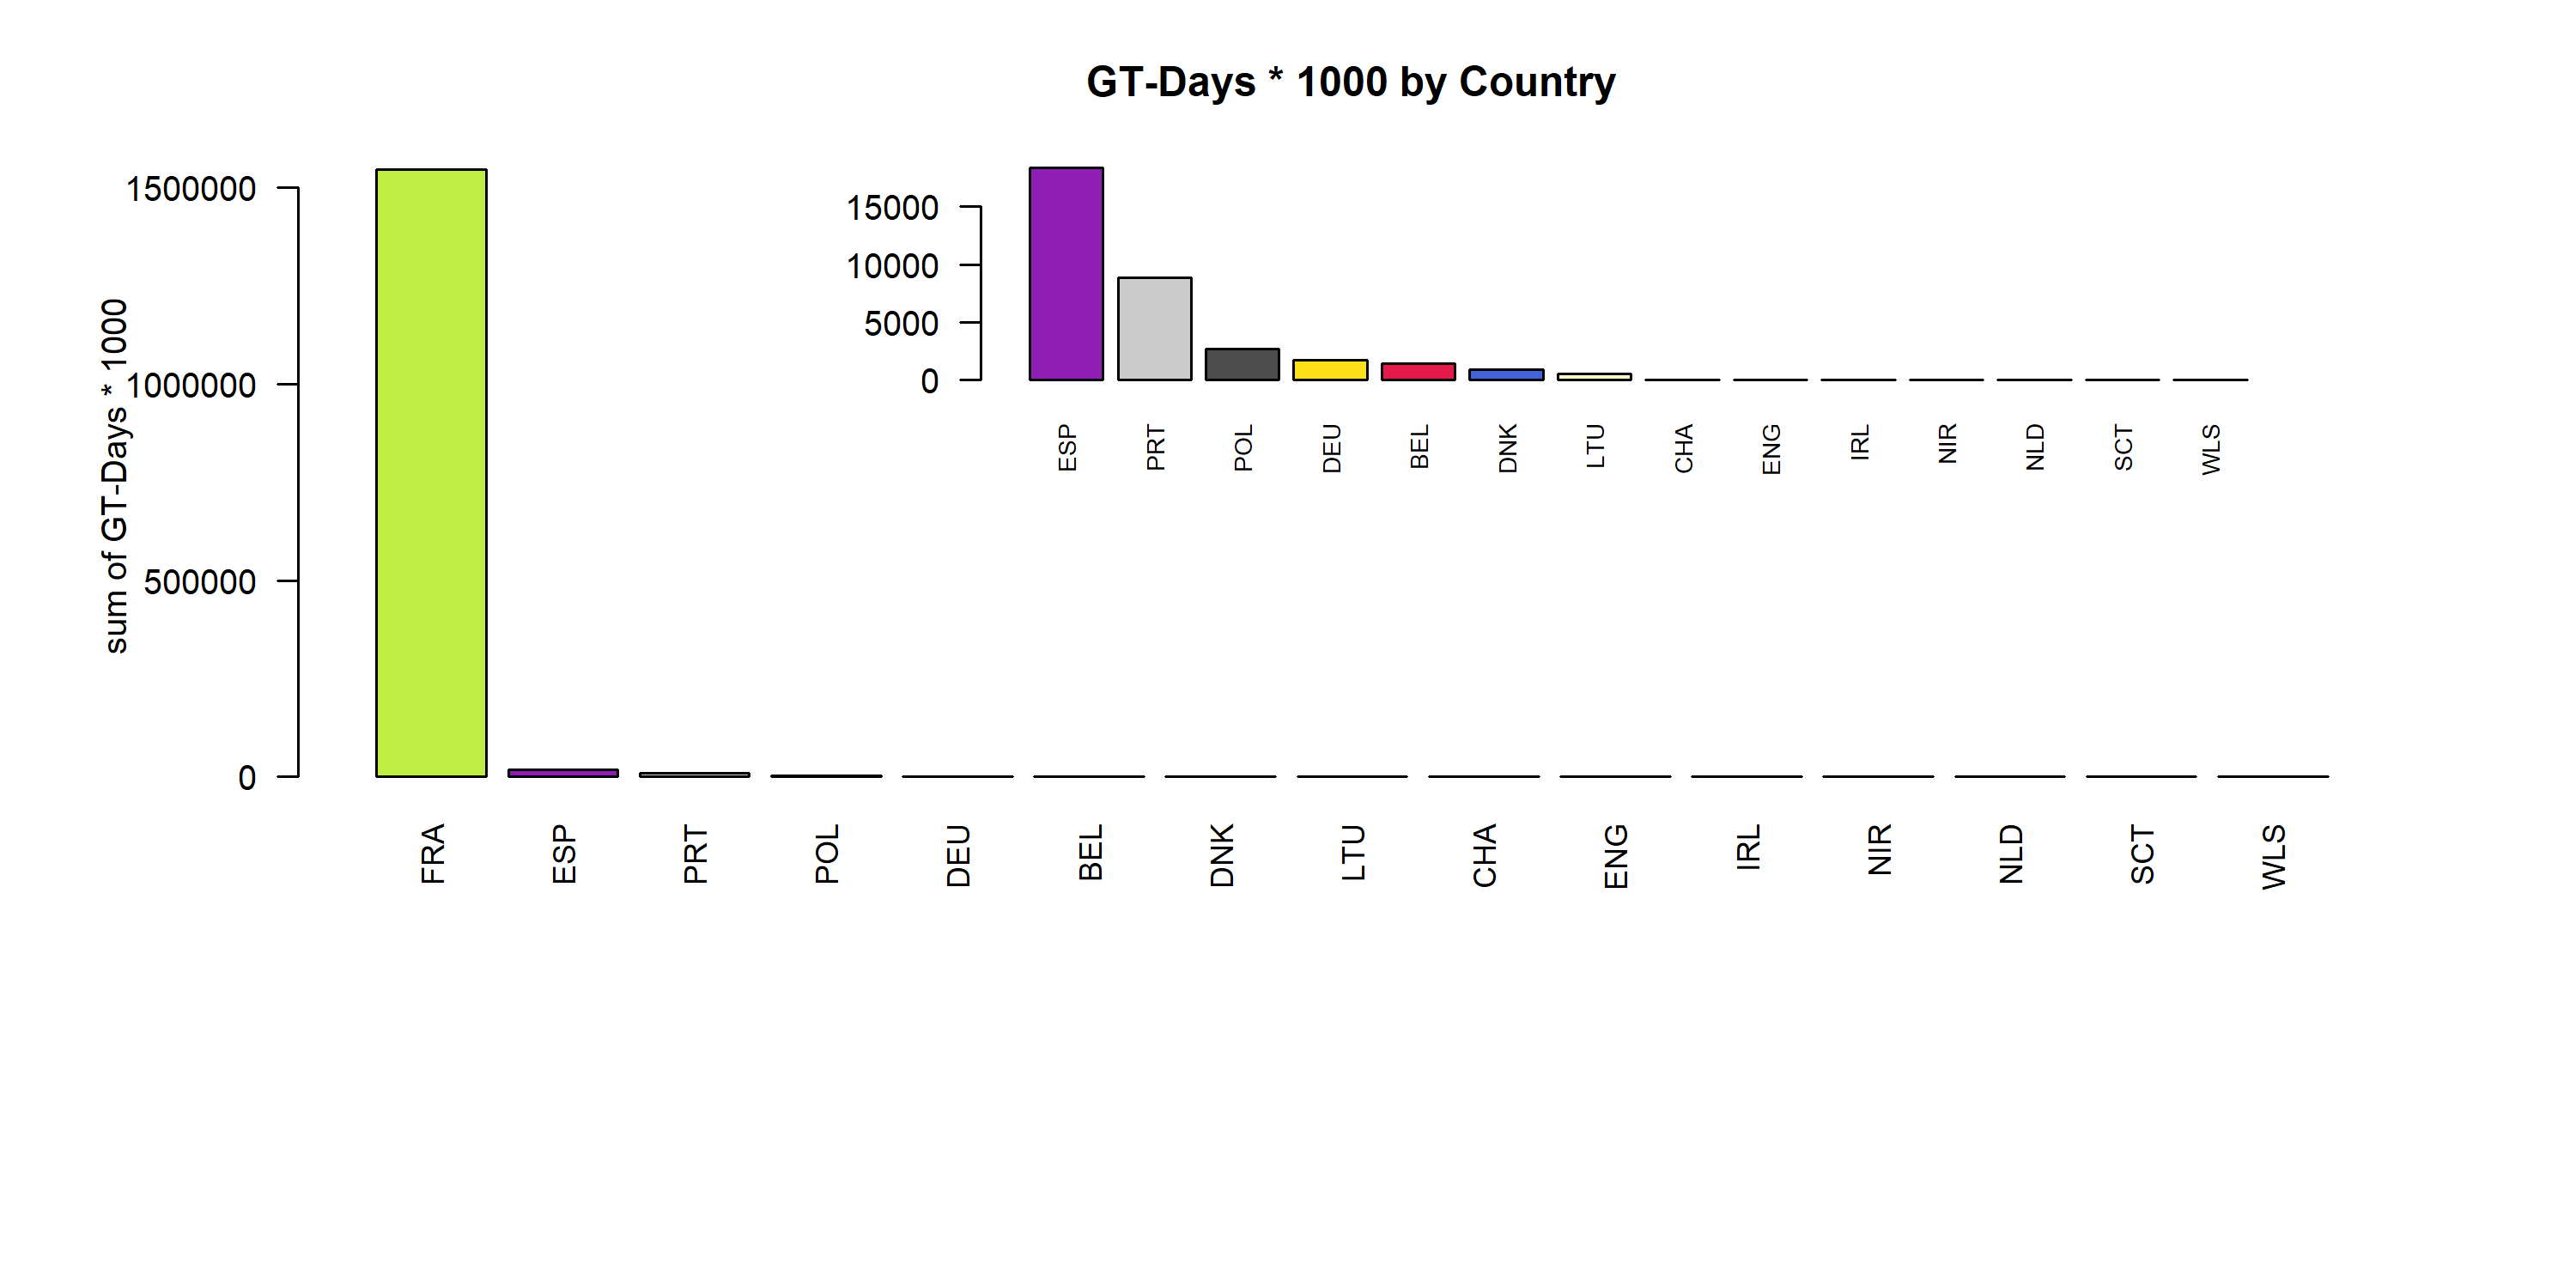 GT-Days * 1000 by Country
sum of GT-Days * 1000
1500000
1000000
500000
0
15000
10000
5000
0
ESP PRT POL DEU BEL DNK LTU CHA ENG IRL NIR NLD SCT WLS
FRA ESP PRT POL DEU BEL DNK LTU CHA ENG IRL NIR NLD SCT WLS